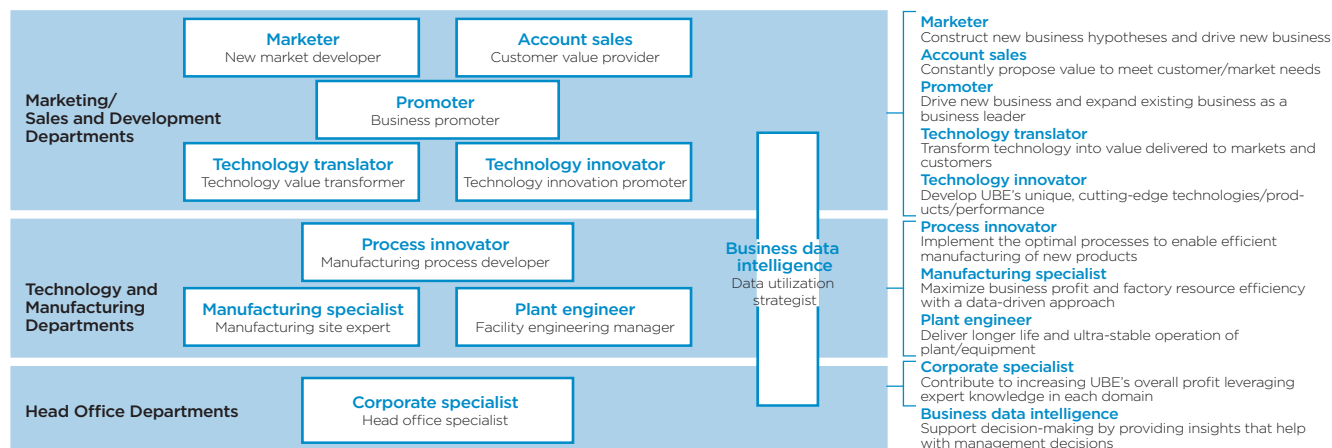 Marketing/
Sales and Development
Departments
Marketer
New market developer
Account sales
Customer value provider
Promoter
Business promoter
Technology translator
Technology value transformer
Technology innovator
Technology innovation promoter
Technology and
Manufacturing
Departments
Process innovator
Manufacturing process developer
Manufacturing specialist
Manufacturing site expert
Plant engineer
Facility engineering manager
Business data
intelligence
Data utilization
strategist
Head Office Departments
Corporate specialist
Head office specialist
Marketer
Construct new business hypotheses and drive new business
Account sales
Constantly propose value to meet customer/market needs
Promoter
Drive new business and expand existing business as a
business leader
Technology translator
Transform technology into value delivered to markets and
customers
Technology innovator
Develop UBE's unique, cutting-edge technologies/prod-
ucts/performance
Process innovator
Implement the optimal processes to enable efficient
manufacturing of new products
Manufacturing specialist
Maximize business profit and factory resource efficiency
with a data-driven approach
Plant engineer
Deliver longer life and ultra-stable operation of
plant/equipment
Corporate specialist
Contribute to increasing UBE's overall profit leveraging
expert knowledge in each domain
Business data intelligence
Support decision-making by providing insights that help
with management decisions